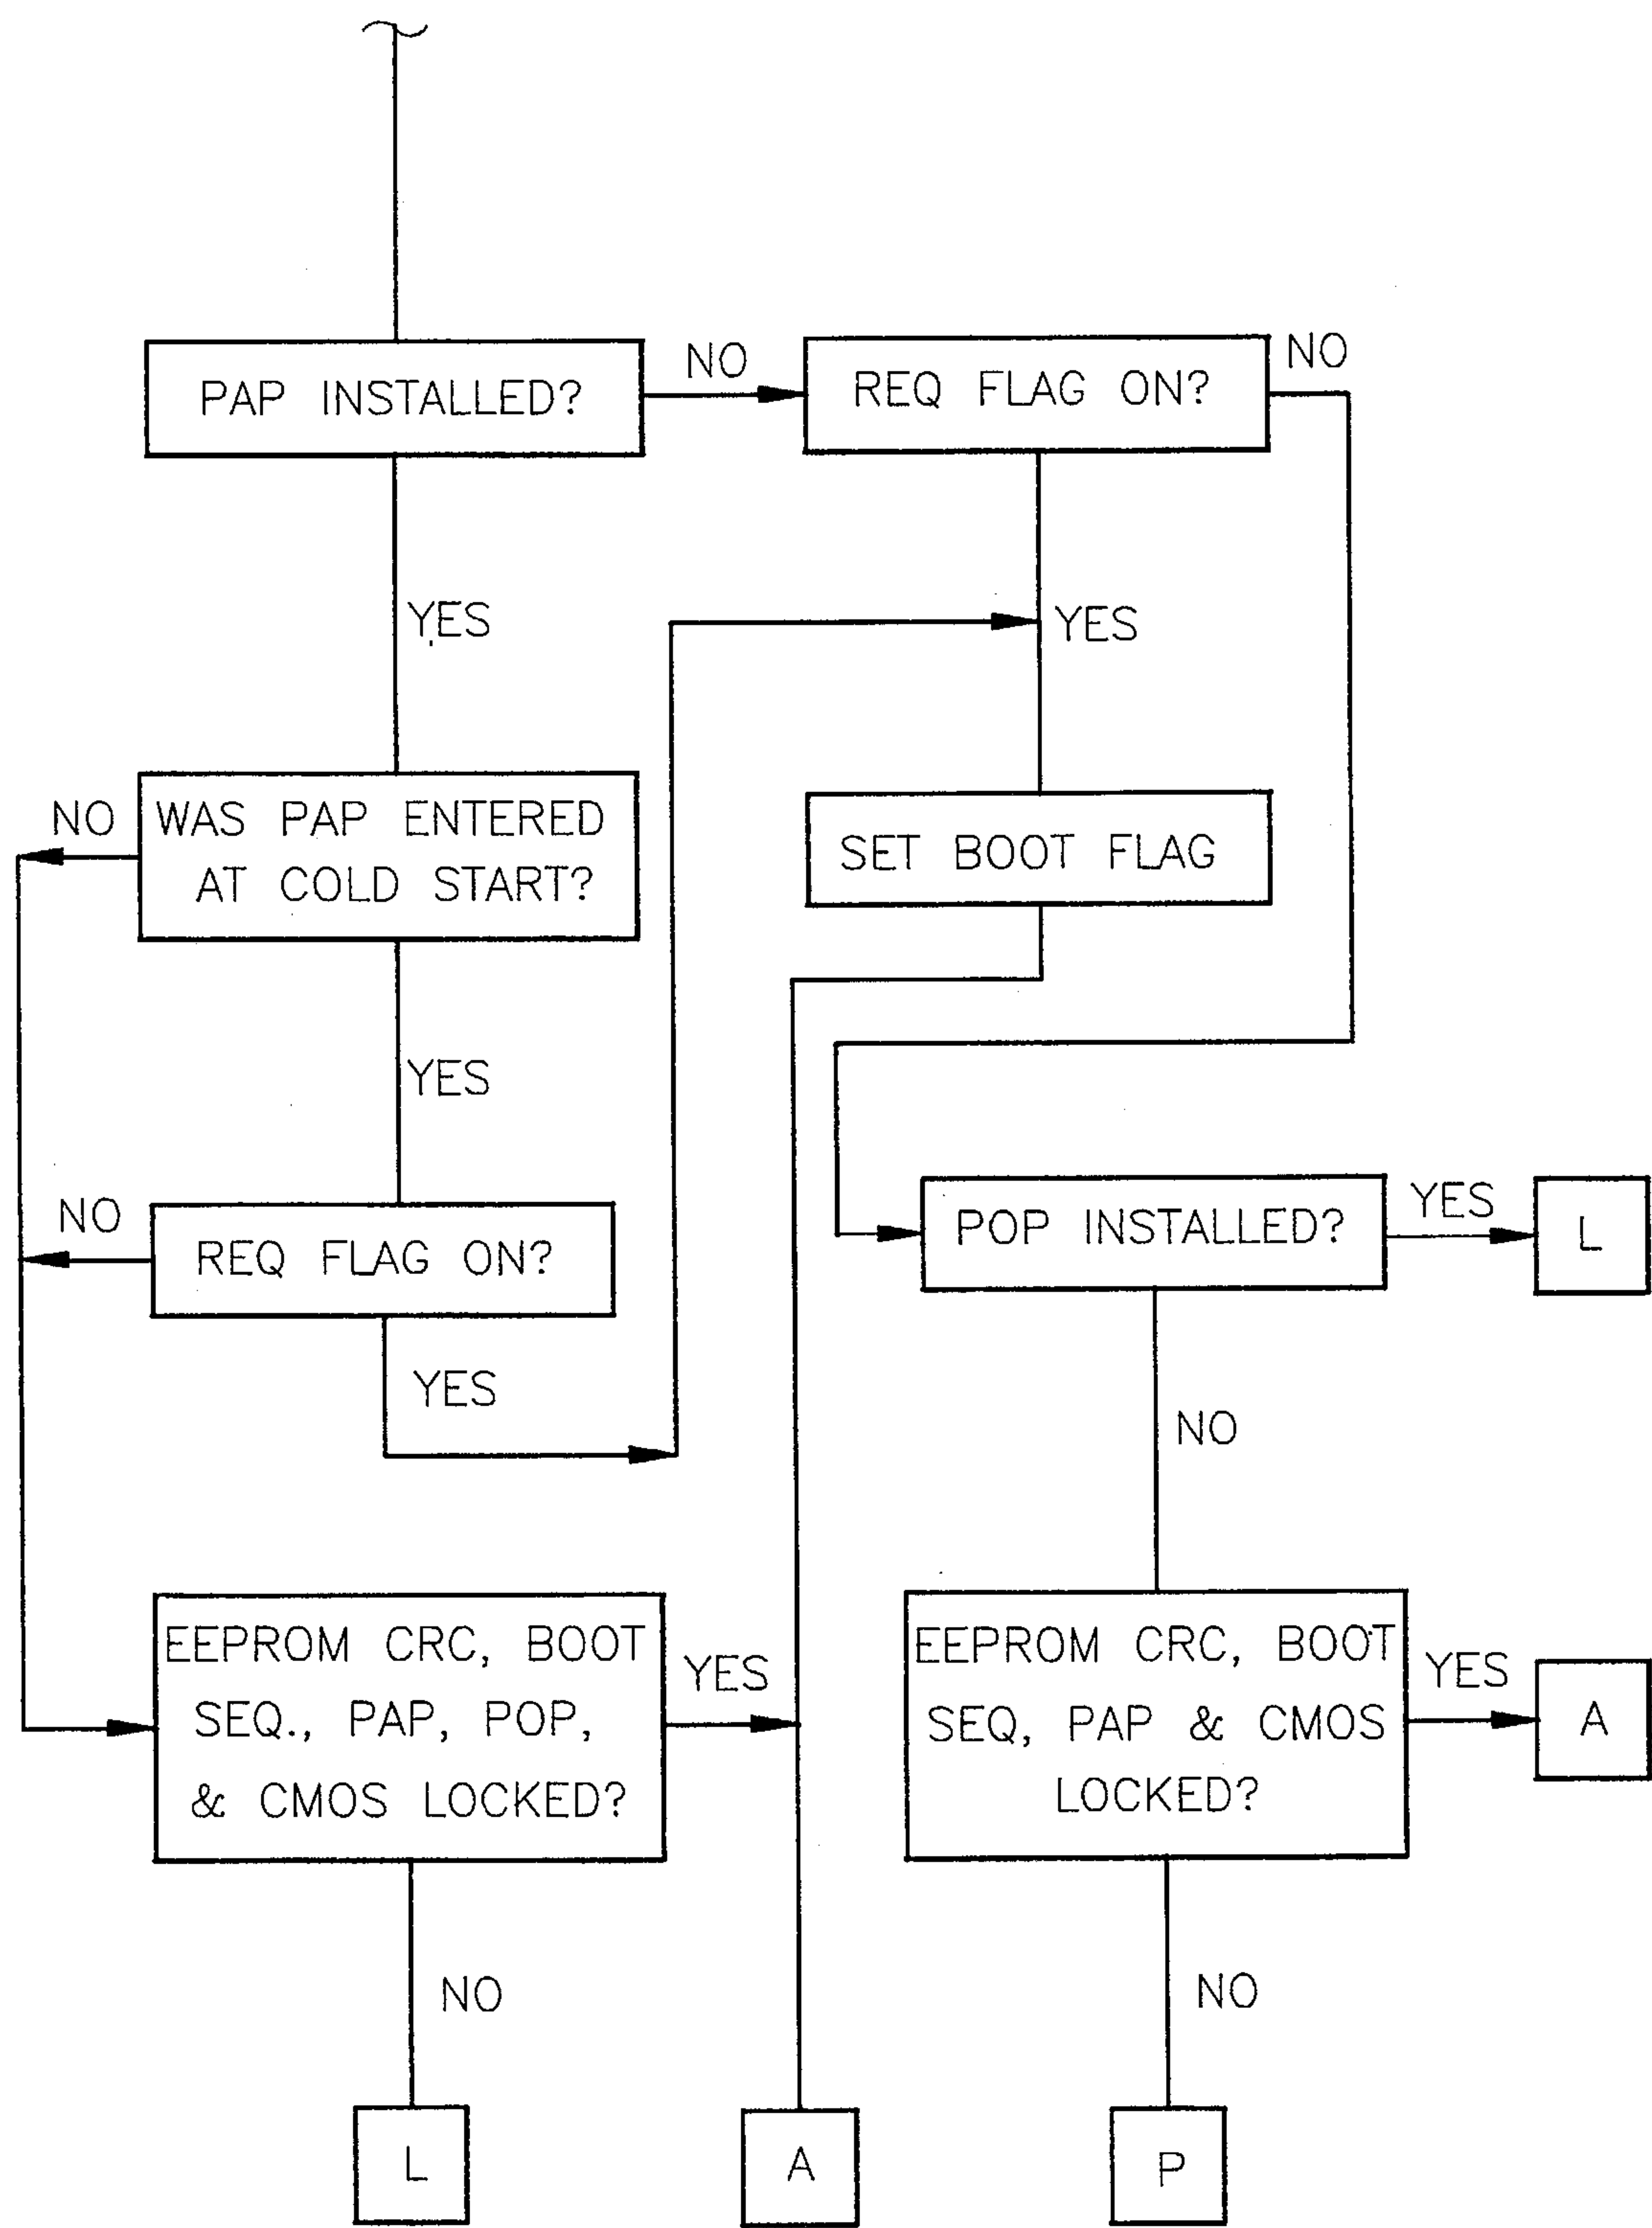 PAP INSTALLED?
NO
REQ FLAG ON?
NO
YES
YES
NO
WAS PAP ENTERED
AT COLD START?
SET BOOT FLAG
YES
NO
REQ FLAG ON?
YES
POP INSTALLED?
YES
L
NO
EEPROM CRC, BOOT
SEQ., PAP, POP,
& CMOS LOCKED?
YES
EEPROM CRC, BOOT
SEQ, PAP & CMOS
LOCKED?
YES
A
NO
NO
L
A
P